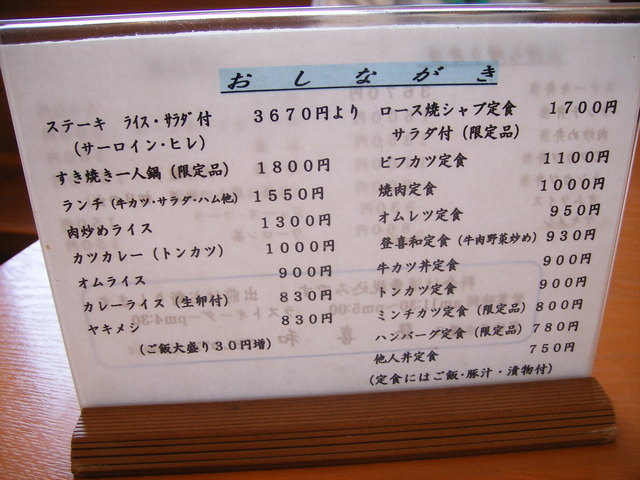 おしながき
ステーキ ライス・サラダ付 3670円より
(サーロイン・ヒレ)
すき焼き一人鍋(限定品) 1800円
ランチ(牛カツ・サラダ・ハム他) 1550円
肉炒めライス 1300円
カツカレー(トンカツ) 1000円
オムライス 900円
カレーライス(生卵付) 830円
ヤキメシ 830円
(ご飯大盛り30円増)
ロース焼シャブ定食 1700円
サラダ付(限定品)
ビフカツ定食 1100円
焼肉定食 1000円
オムレツ定食 950円
登喜和定食(牛肉野菜炒め) 930円
牛カツ丼定食 900円
トンカツ定食 900円
ミンチカツ定食(限定品) 800円
ハンバーグ定食(限定品) 780円
他人丼定食 750円
(定食にはご飯・豚汁・漬物付)